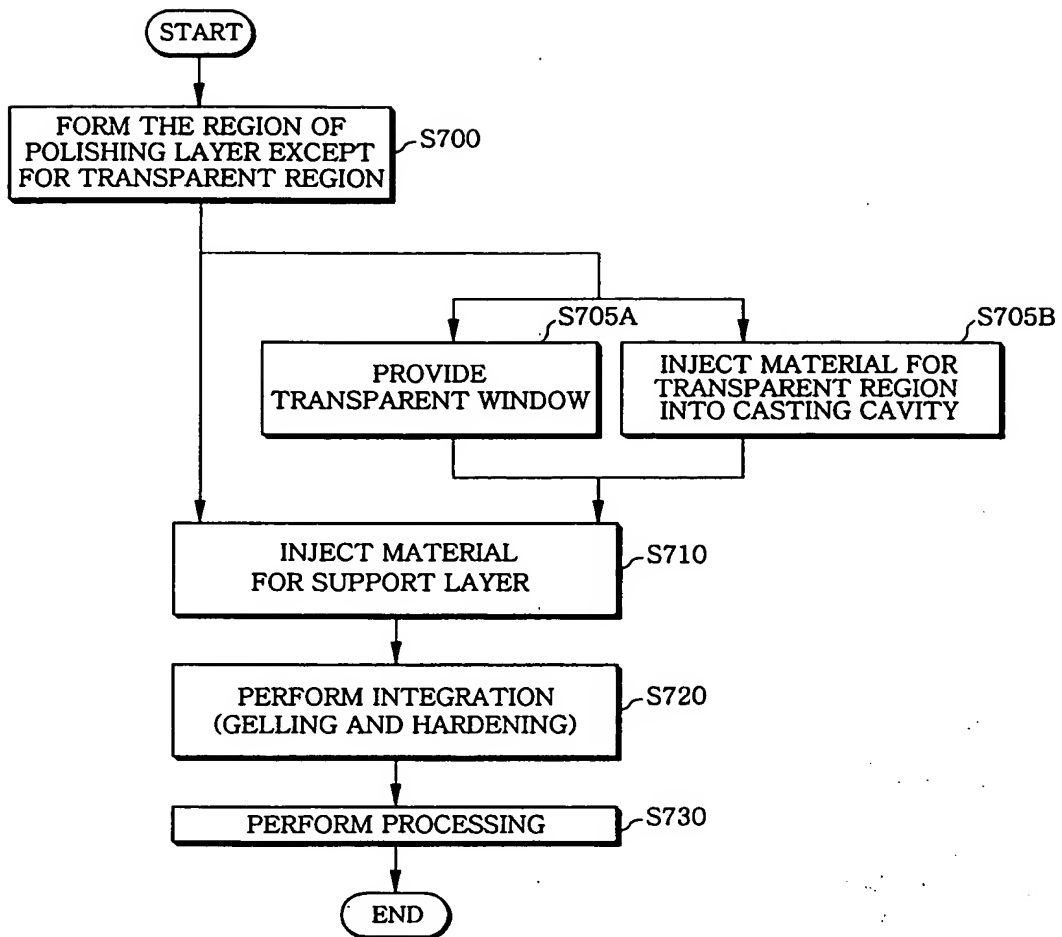 START
FORM THE REGION OF
POLISHING LAYER EXCEPT
FOR TRANSPARENT REGION
S700
S705A
PROVIDE
TRANSPARENT WINDOW
S705B
INJECT MATERIAL FOR
TRANSPARENT REGION
INTO CASTING CAVITY
INJECT MATERIAL
FOR SUPPORT LAYER
S710
PERFORM INTEGRATION
(GELLING AND HARDENING)
S720
PERFORM PROCESSING
S730
END